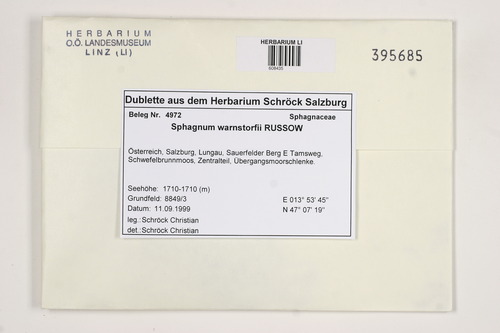 HERBARIUM
O.Ö. LANDESMUSEUM
LINZ (LI)
HERBARIUM LI
395685
Dublette aus dem Herbarium Schröck Salzburg
Beleg Nr. 4972 Sphagnaceae
Sphagnum warnstorfii RUSSOW
Österreich, Salzburg, Lungau, Sauerfelder Berg E Tamsweg,
Schwefelbrunnmoos, Zentralteil, Übergangsmoorschlenke.
Seehöhe: 1710-1710 (m)
Grundfeld: 8849/3 E 013° 53' 45"
Datum: 11.09.1999 N 47° 07' 19"
leg.: Schröck Christian
det.: Schröck Christian